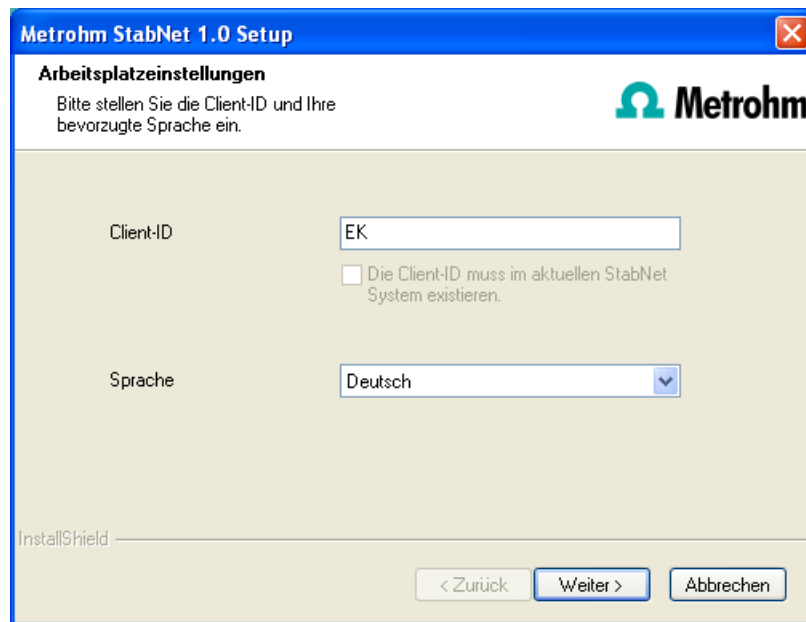 Metrohm StabNet 1.0 Setup
Arbeitsplatzeinstellungen
Bitte stellen Sie die Client-ID und Ihre
bevorzugte Sprache ein.
Metrohm
Client-ID
EK
Die Client-ID muss im aktuellen StabNet
System existieren.
Sprache
Deutsch
InstallShield
< Zurück
Weiter >
Abbrechen